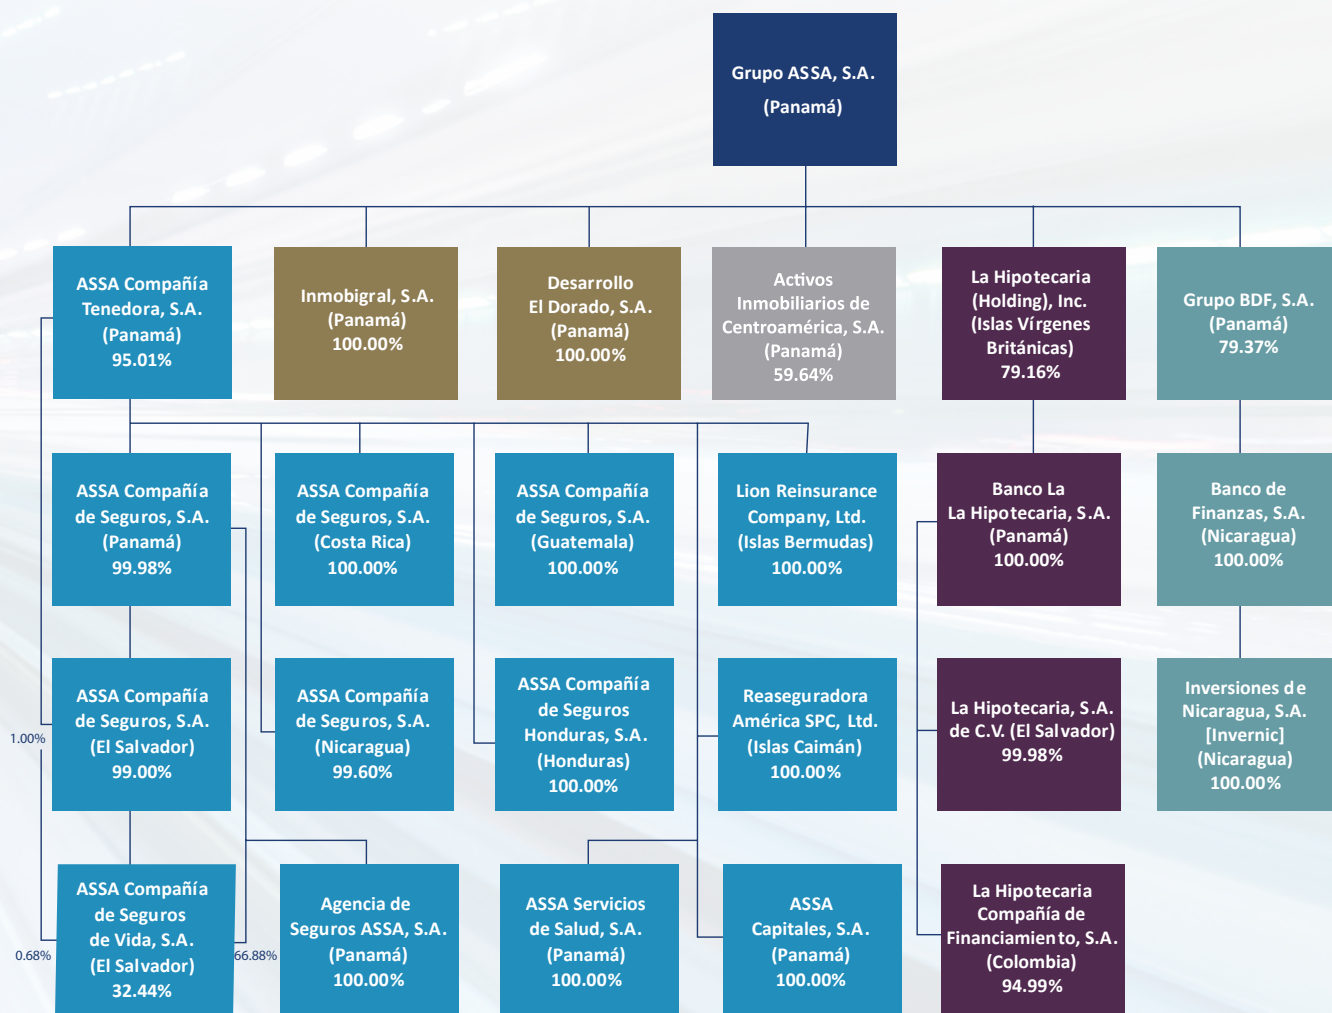 Grupo ASSA, S.A.
(Panamá)
ASSA Compañía
Tenedora, S.A.
(Panamá)
95.01%
Inmobigral, S.A.
(Panamá)
100.00%
Desarrollo
El Dorado, S.A.
(Panamá)
100.00%
Activos
Inmobiliarios de
Centroamérica, S.A.
(Panamá)
59.64%
La Hipotecaria
(Holding), Inc.
(Islas Vírgenes
Británicas)
79.16%
Grupo BDF, S.A.
(Panamá)
79.37%
ASSA Compañía
de Seguros, S.A.
(Panamá)
99.98%
ASSA Compañía
de Seguros, S.A.
(Costa Rica)
100.00%
ASSA Compañía
de Seguros, S.A.
(Guatemala)
100.00%
Lion Reinsurance
Company, Ltd.
(Islas Bermudas)
100.00%
Banco La
La Hipotecaria, S.A.
(Panamá)
100.00%
Banco de
Finanzas, S.A.
(Nicaragua)
100.00%
1.00%
ASSA Compañía
de Seguros, S.A.
(El Salvador)
99.00%
ASSA Compañía
de Seguros, S.A.
(Nicaragua)
99.60%
ASSA Compañía
de Seguros
Honduras, S.A.
(Honduras)
100.00%
Reaseguradora
América SPC, Ltd.
(Islas Caimán)
100.00%
La Hipotecaria, S.A.
de C.V. (El Salvador)
99.98%
Inversiones de
Nicaragua, S.A.
[Invernic]
(Nicaragua)
100.00%
0.68%
ASSA Compañía
de Seguros
de Vida, S.A.
(El Salvador)
32.44%
66.88%
Agencia de
Seguros ASSA, S.A.
(Panamá)
100.00%
ASSA Servicios
de Salud, S.A.
(Panamá)
100.00%
ASSA
Capitales, S.A.
(Panamá)
100.00%
La Hipotecaria
Compañía de
Financiamiento, S.A.
(Colombia)
94.99%